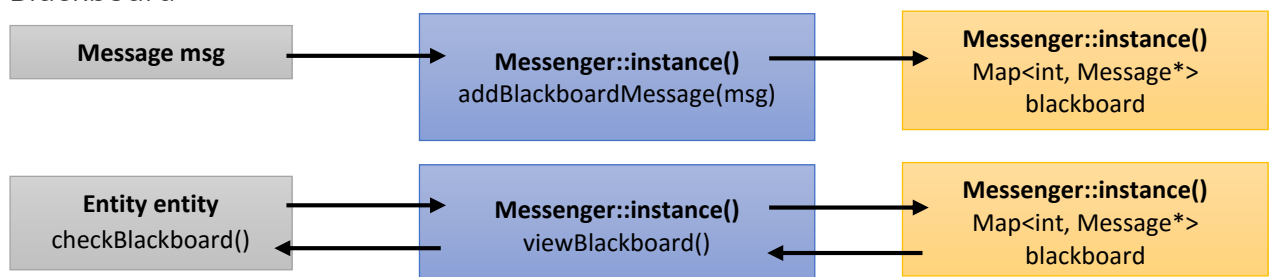 Blackboard
Message msg
Messenger::instance()
addBlackboardMessage(msg)
Messenger::instance()
Map<int, Message*>
blackboard
Entity entity
checkBlackboard()
Messenger::instance()
viewBlackboard()
Messenger::instance()
Map<int, Message*>
blackboard